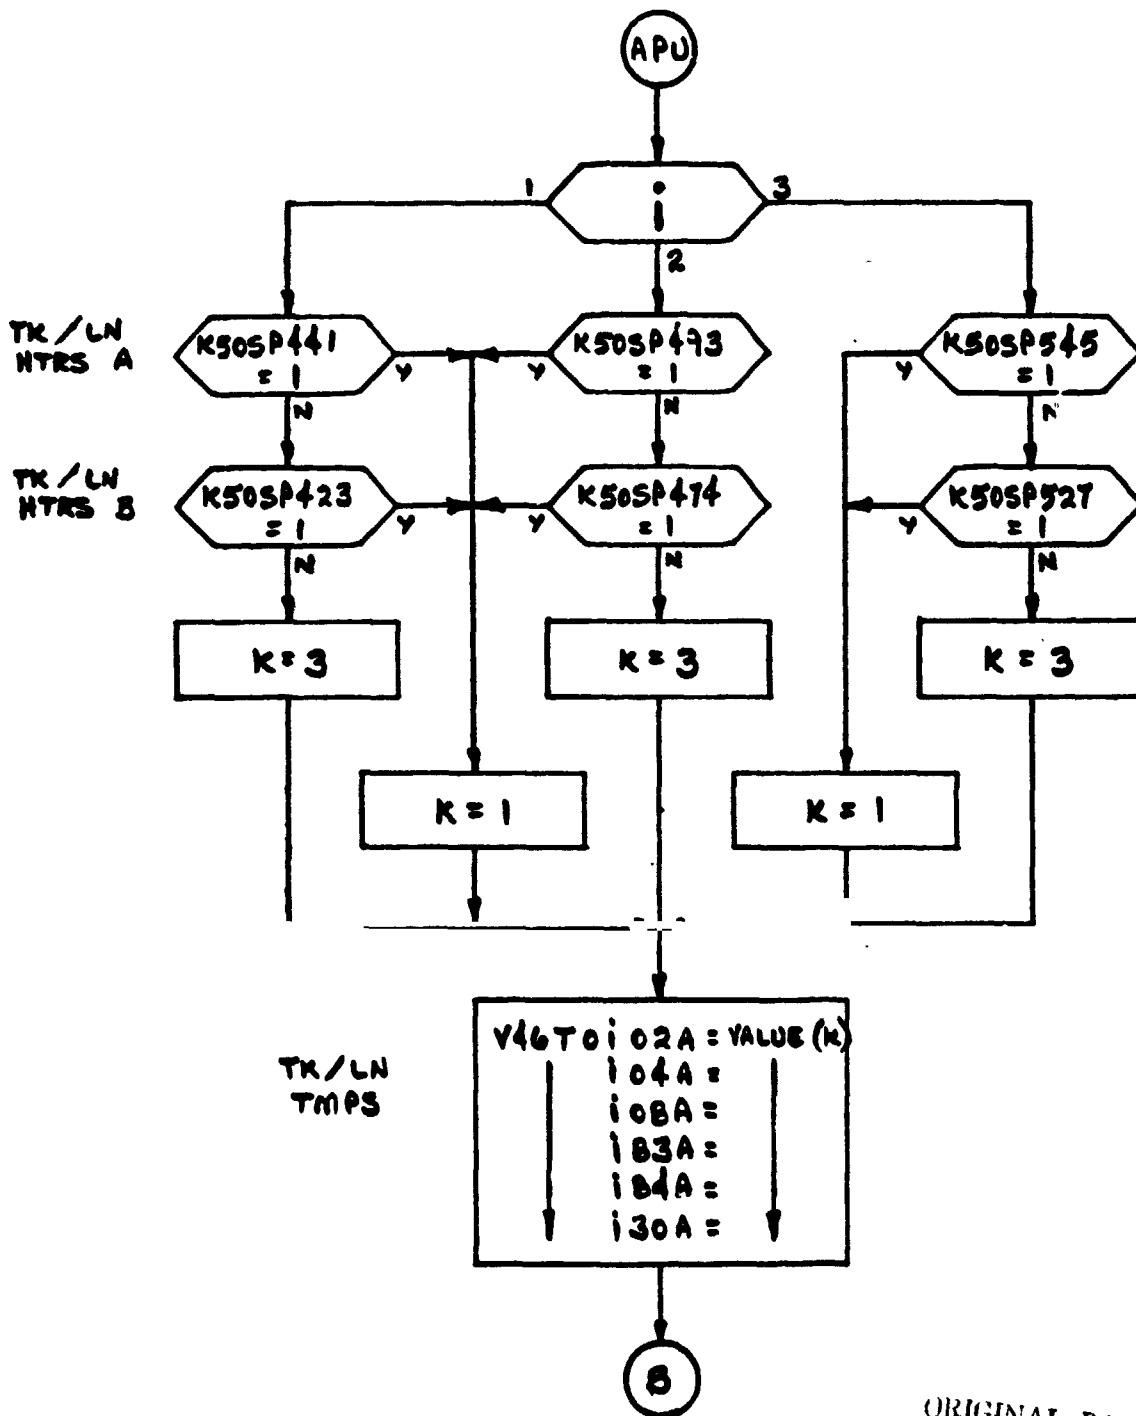 APU
1
i
3
2
TK/LN
HTRS A
K50SP441
= 1
Y
N
Y
K50SP473
= 1
N
Y
K50SP545
= 1
N
TK/LN
HTRS B
K50SP423
= 1
Y
N
Y
K50SP474
= 1
N
Y
K50SP527
= 1
N
K = 3
K = 3
K = 3
K = 1
K = 1
TK/LN
TMPS
V46T0i02A = VALUE(K)
i04A =
i08A =
i83A =
i84A =
i30A =
ORIGINAL